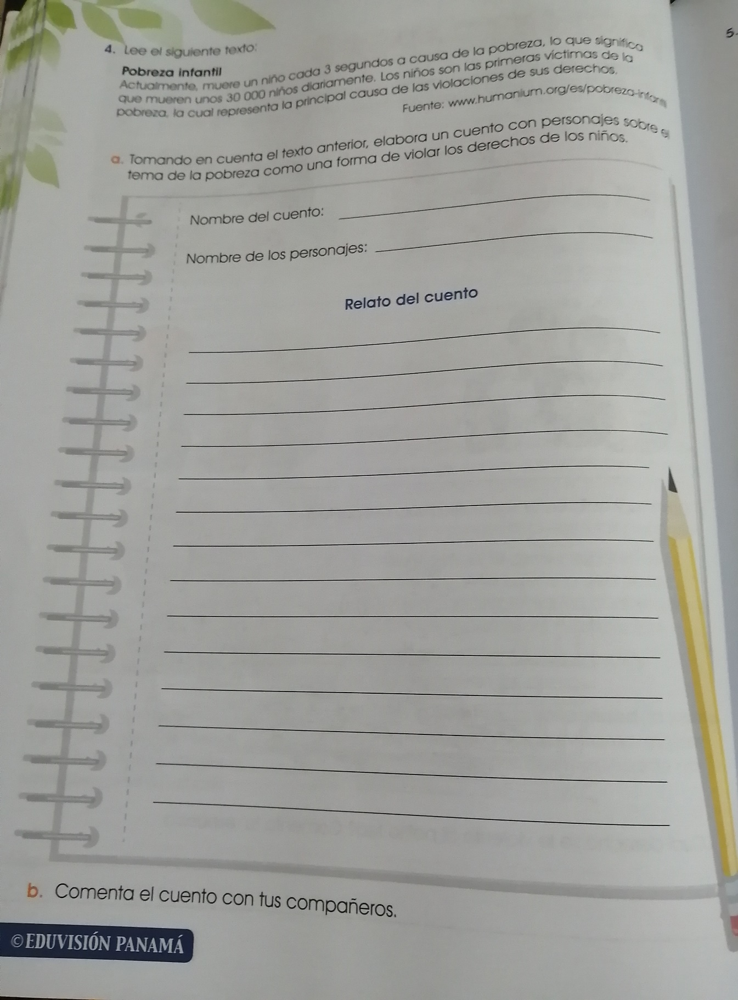 4. Lee el siguiente texto:
Pobreza infantil
Actualmente, muere un niño cada 3 segundos a causa de la pobreza, lo que significa
que mueren unos 30 000 niños diariamente. Los niños son las primeras víctimas de la
pobreza, la cual representa la principal causa de las violaciones de sus derechos.
Fuente: www.humanium.org/es/pobreza-infan
a. Tomando en cuenta el texto anterior, elabora un cuento con personajes sobre el
tema de la pobreza como una forma de violar los derechos de los niños.
Nombre del cuento:
Nombre de los personajes:
Relato del cuento
b. Comenta el cuento con tus compañeros.
©EDUVISIÓN PANAMÁ
5.